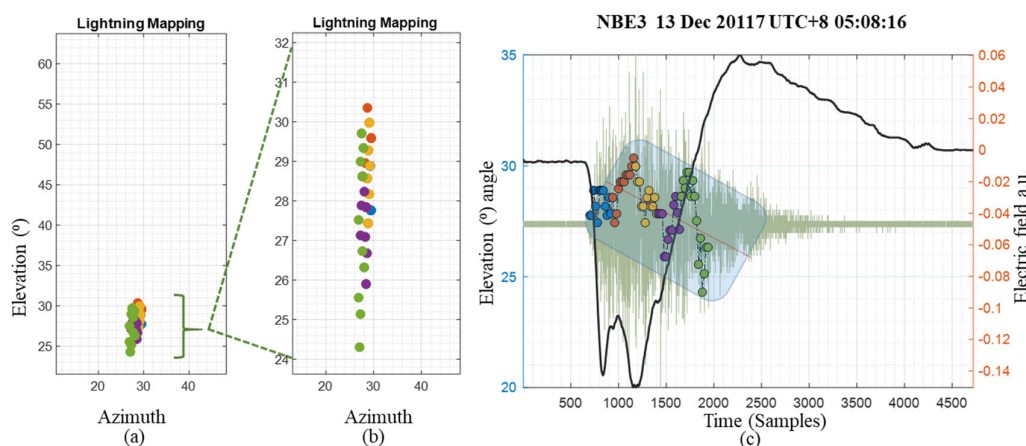 Lightning Mapping
60
55
50
45
40
35
30
25
Elevation (º)
20 30 40
Azimuth
(a)
Lightning Mapping
32
31
30
29
28
27
26
25
24
20 30 40
Azimuth
(b)
NBE3 13 Dec 20117 UTC+8 05:08:16
35
30
25
20
Elevation (º) angle
0.06
0.04
0.02
0
-0.02
-0.04
-0.06
-0.08
-0.1
-0.12
-0.14
Electric_field a.u
500 1000 1500 2000 2500 3000 3500 4000 4500
Time (Samples)
(c)